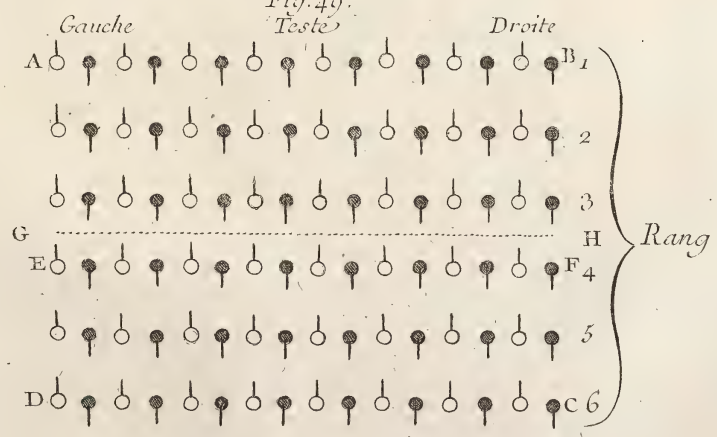 Fig. 49.
Gauche Teste Droite
A B 1
2
3
G H Rang
E F 4
5
D C 6